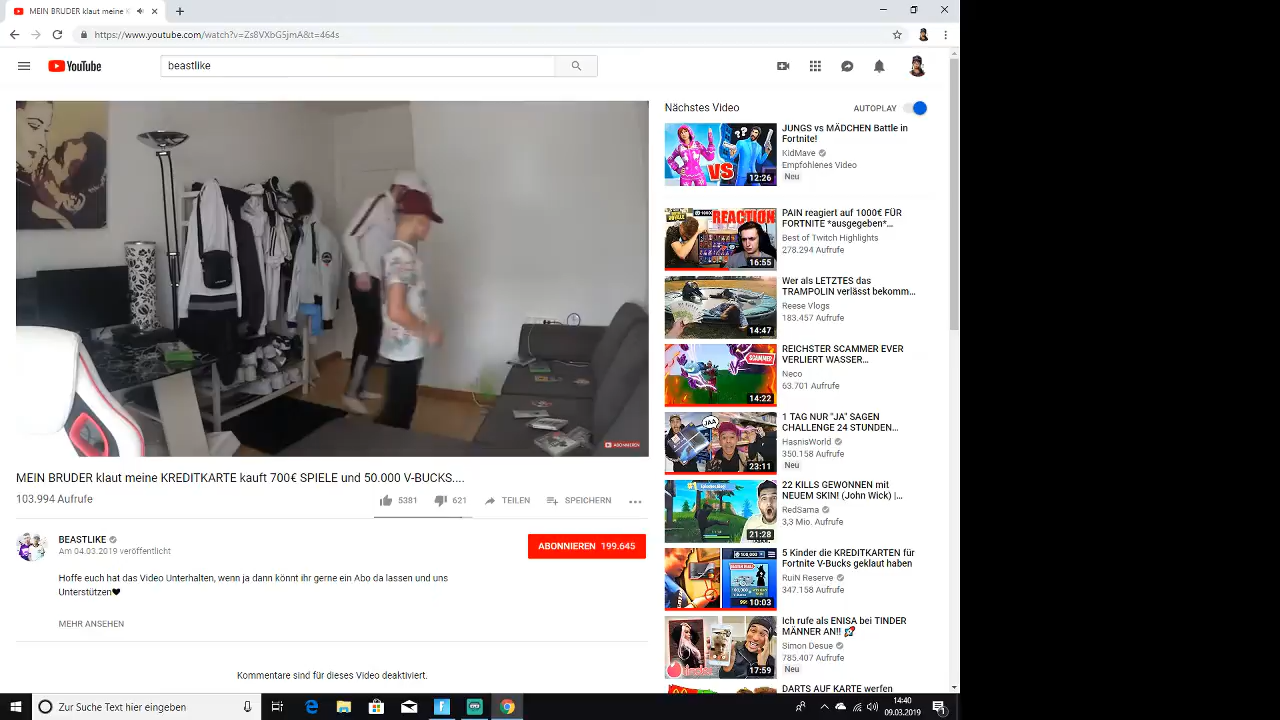 MEIN BRUDER klaut meine K
https://www.youtube.com/watch?v=Zs8VXbG5jmA&t=464s
YouTube
beastlike
ABONNIEREN
MEIN BRUDER klaut meine KREDITKARTE kauft 700€ SPIELE und 50.000 V-BUCKS....
103.994 Aufrufe
5381
621
TEILEN
SPEICHERN
BEASTLIKE
Am 04.03.2019 veröffentlicht
ABONNIEREN 199.645
Hoffe euch hat das Video Unterhalten, wenn ja dann könnt ihr gerne ein Abo da lassen und uns
Unterstützen❤
MEHR ANSEHEN
Kommentare sind für dieses Video deaktiviert.
Nächstes Video
AUTOPLAY
VS
12:26
JUNGS vs MÄDCHEN Battle in
Fortnite!
KidMave
Empfohlenes Video
Neu
REACTION
16:55
PAIN reagiert auf 1000€ FÜR
FORTNITE *ausgegeben*...
Best of Twitch Highlights
278.294 Aufrufe
14:47
Wer als LETZTES das
TRAMPOLIN verlässt bekomm...
Reese Vlogs
183.457 Aufrufe
SCAMMER
14:22
REICHSTER SCAMMER EVER
VERLIERT WASSER...
Neco
63.701 Aufrufe
JAA
23:11
1 TAG NUR "JA" SAGEN
CHALLENGE 24 STUNDEN...
HasnisWorld
350.158 Aufrufe
Neu
21:28
22 KILLS GEWONNEN mit
NEUEM SKIN! (John Wick) |...
RedSama
3,3 Mio. Aufrufe
10:03
5 Kinder die KREDITKARTEN für
Fortnite V-Bucks geklaut haben
RuiN Reserve
347.158 Aufrufe
tinder
17:59
Ich rufe als ENISA bei TINDER
MÄNNER AN!! 🚀
Simon Desue
785.407 Aufrufe
Neu
DARTS AUF KARTE werfen
Zur Suche Text hier eingeben
14:40
09.03.2019